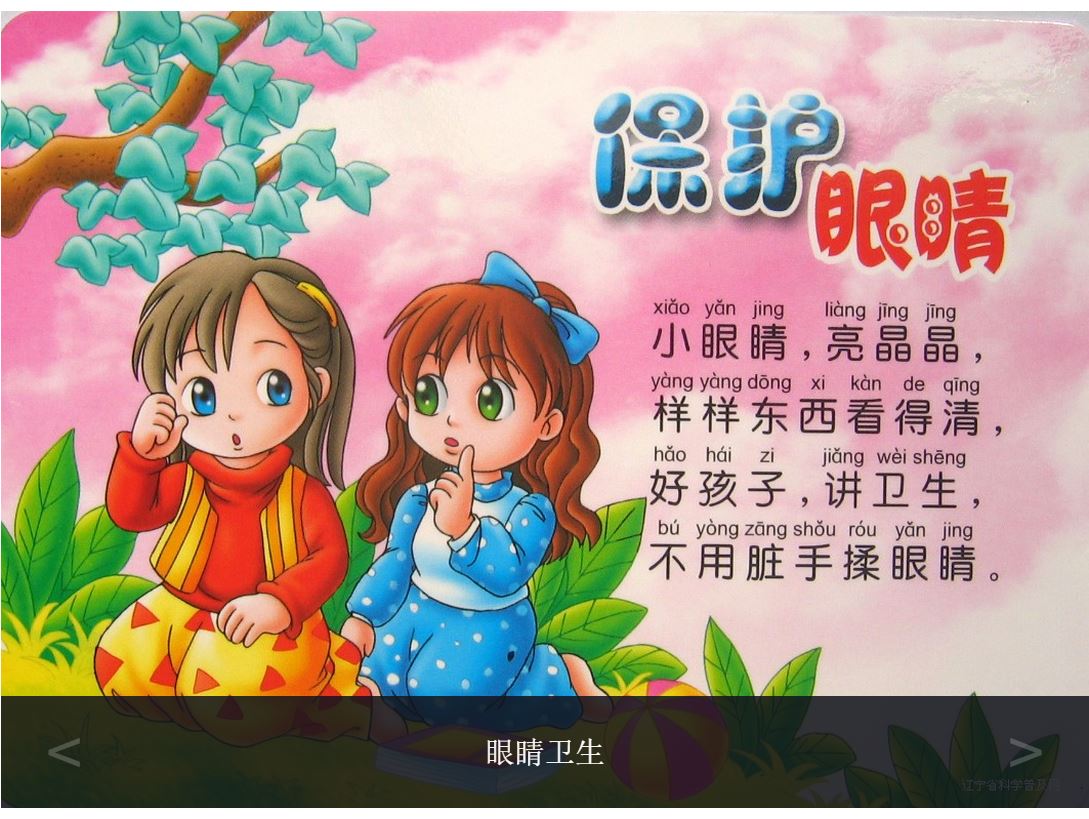 保护
眼睛
xiǎo yǎn jing liàng jīng jīng
小眼睛，亮晶晶，
yàng yàng dōng xi kàn de qīng
样样东西看得清，
hǎo hái zi jiǎng wèi shēng
好孩子，讲卫生，
bú yòng zāng shǒu róu yǎn jing
不用脏手揉眼睛。
< >
眼睛卫生
辽宁省科学普及